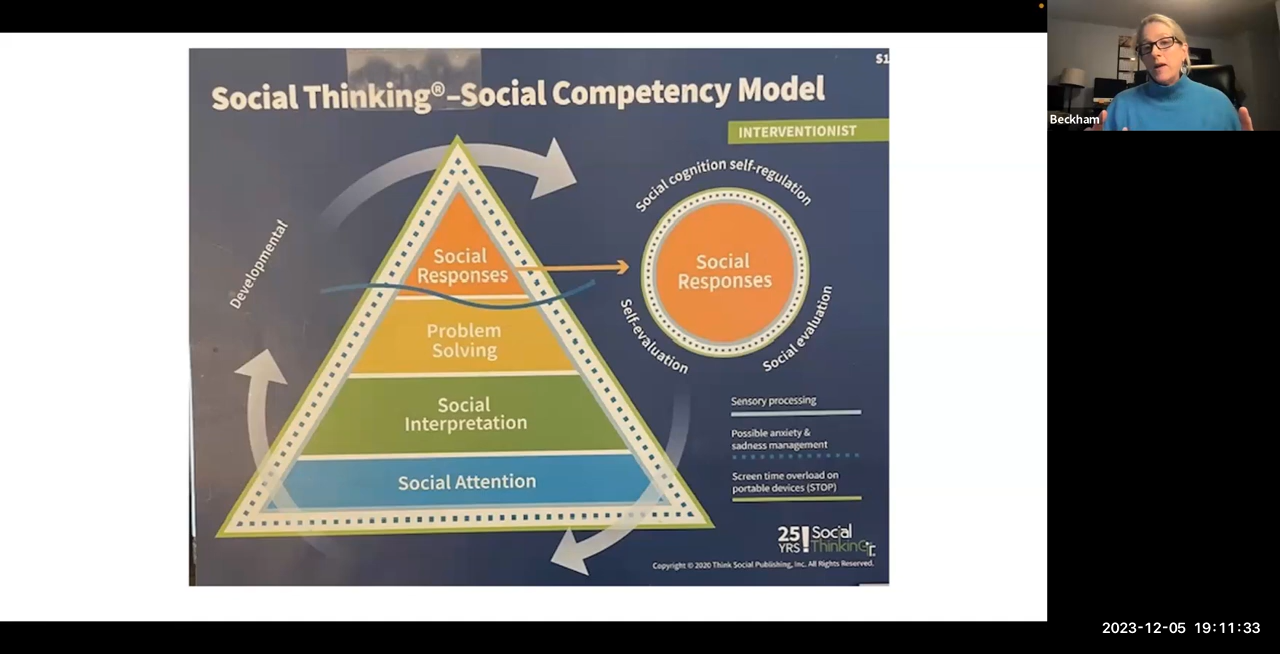 S1
Social Thinking®–Social Competency Model
INTERVENTIONIST
Developmental
Social cognition self-regulation
Self-evaluation
Social evaluation
Social
Responses
Problem
Solving
Social
Interpretation
Social Attention
Social
Responses
Sensory processing
Possible anxiety &
sadness management
Screen time overload on
portable devices (STOP)
25
YRS!
Social
Thinking
Copyright © 2020 Think Social Publishing, Inc. All Rights Reserved.
Beckham
2023-12-05 19:11:33